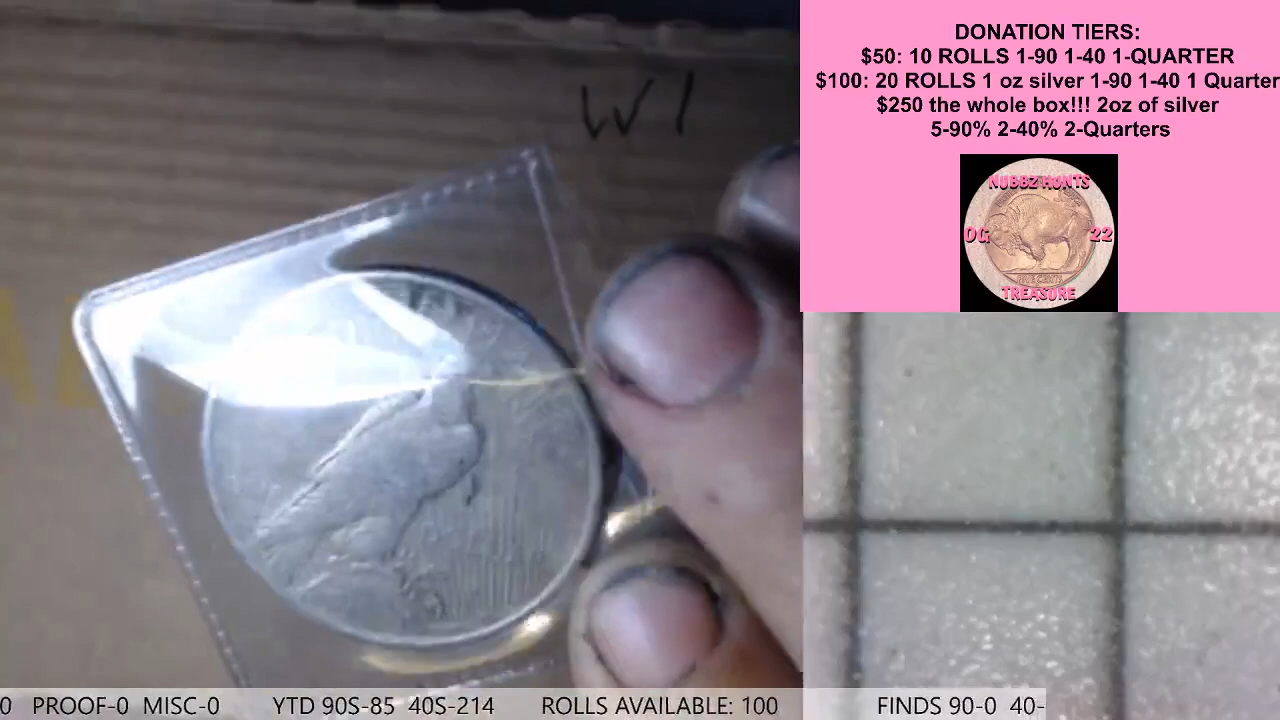 DONATION TIERS:
$50: 10 ROLLS 1-90 1-40 1-QUARTER
$100: 20 ROLLS 1 oz silver 1-90 1-40 1 Quarter
$250 the whole box!!! 2oz of silver
5-90% 2-40% 2-Quarters
NUBBZ HUNTS
OG 22
FIVE CENTS
TREASURE
W 1
0 PROOF-0 MISC-0 YTD 90S-85 40S-214 ROLLS AVAILABLE: 100 FINDS 90-0 40-